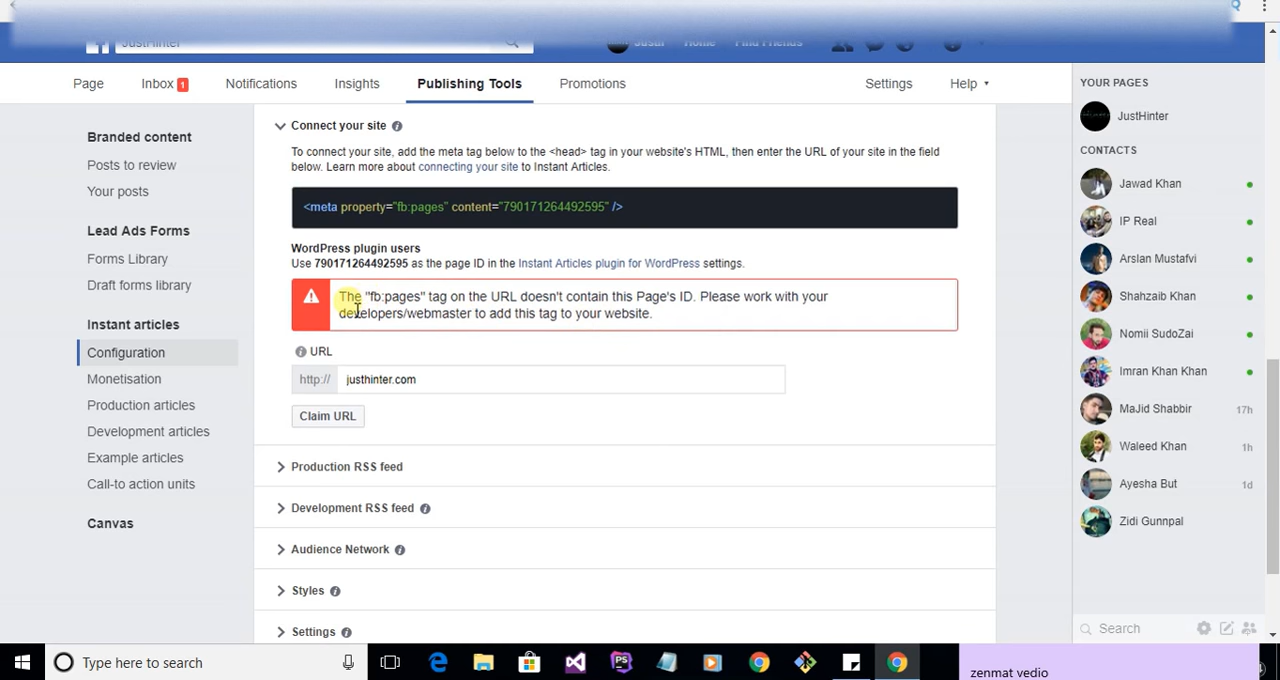 JustHinter
Justin Home Find Friends
Page Inbox 1 Notifications Insights Publishing Tools Promotions Settings Help
Branded content
Posts to review
Your posts
Lead Ads Forms
Forms Library
Draft forms library
Instant articles
Configuration
Monetisation
Production articles
Development articles
Example articles
Call-to action units
Canvas
Connect your site
To connect your site, add the meta tag below to the <head> tag in your website's HTML, then enter the URL of your site in the field
below. Learn more about connecting your site to Instant Articles.
<meta property="fb:pages" content="790171264492595" />
WordPress plugin users
Use 790171264492595 as the page ID in the Instant Articles plugin for WordPress settings.
The "fb:pages" tag on the URL doesn't contain this Page's ID. Please work with your
developers/webmaster to add this tag to your website.
URL
http:// justhinter.com
Claim URL
Production RSS feed
Development RSS feed
Audience Network
Styles
Settings
YOUR PAGES
JustHinter
CONTACTS
Jawad Khan
IP Real
Arslan Mustafvi
Shahzaib Khan
Nomii SudoZai
Imran Khan Khan
MaJid Shabbir 17h
Waleed Khan 1h
Ayesha But 1d
Zidi Gunnpal
Search
Type here to search
zenmat vedio